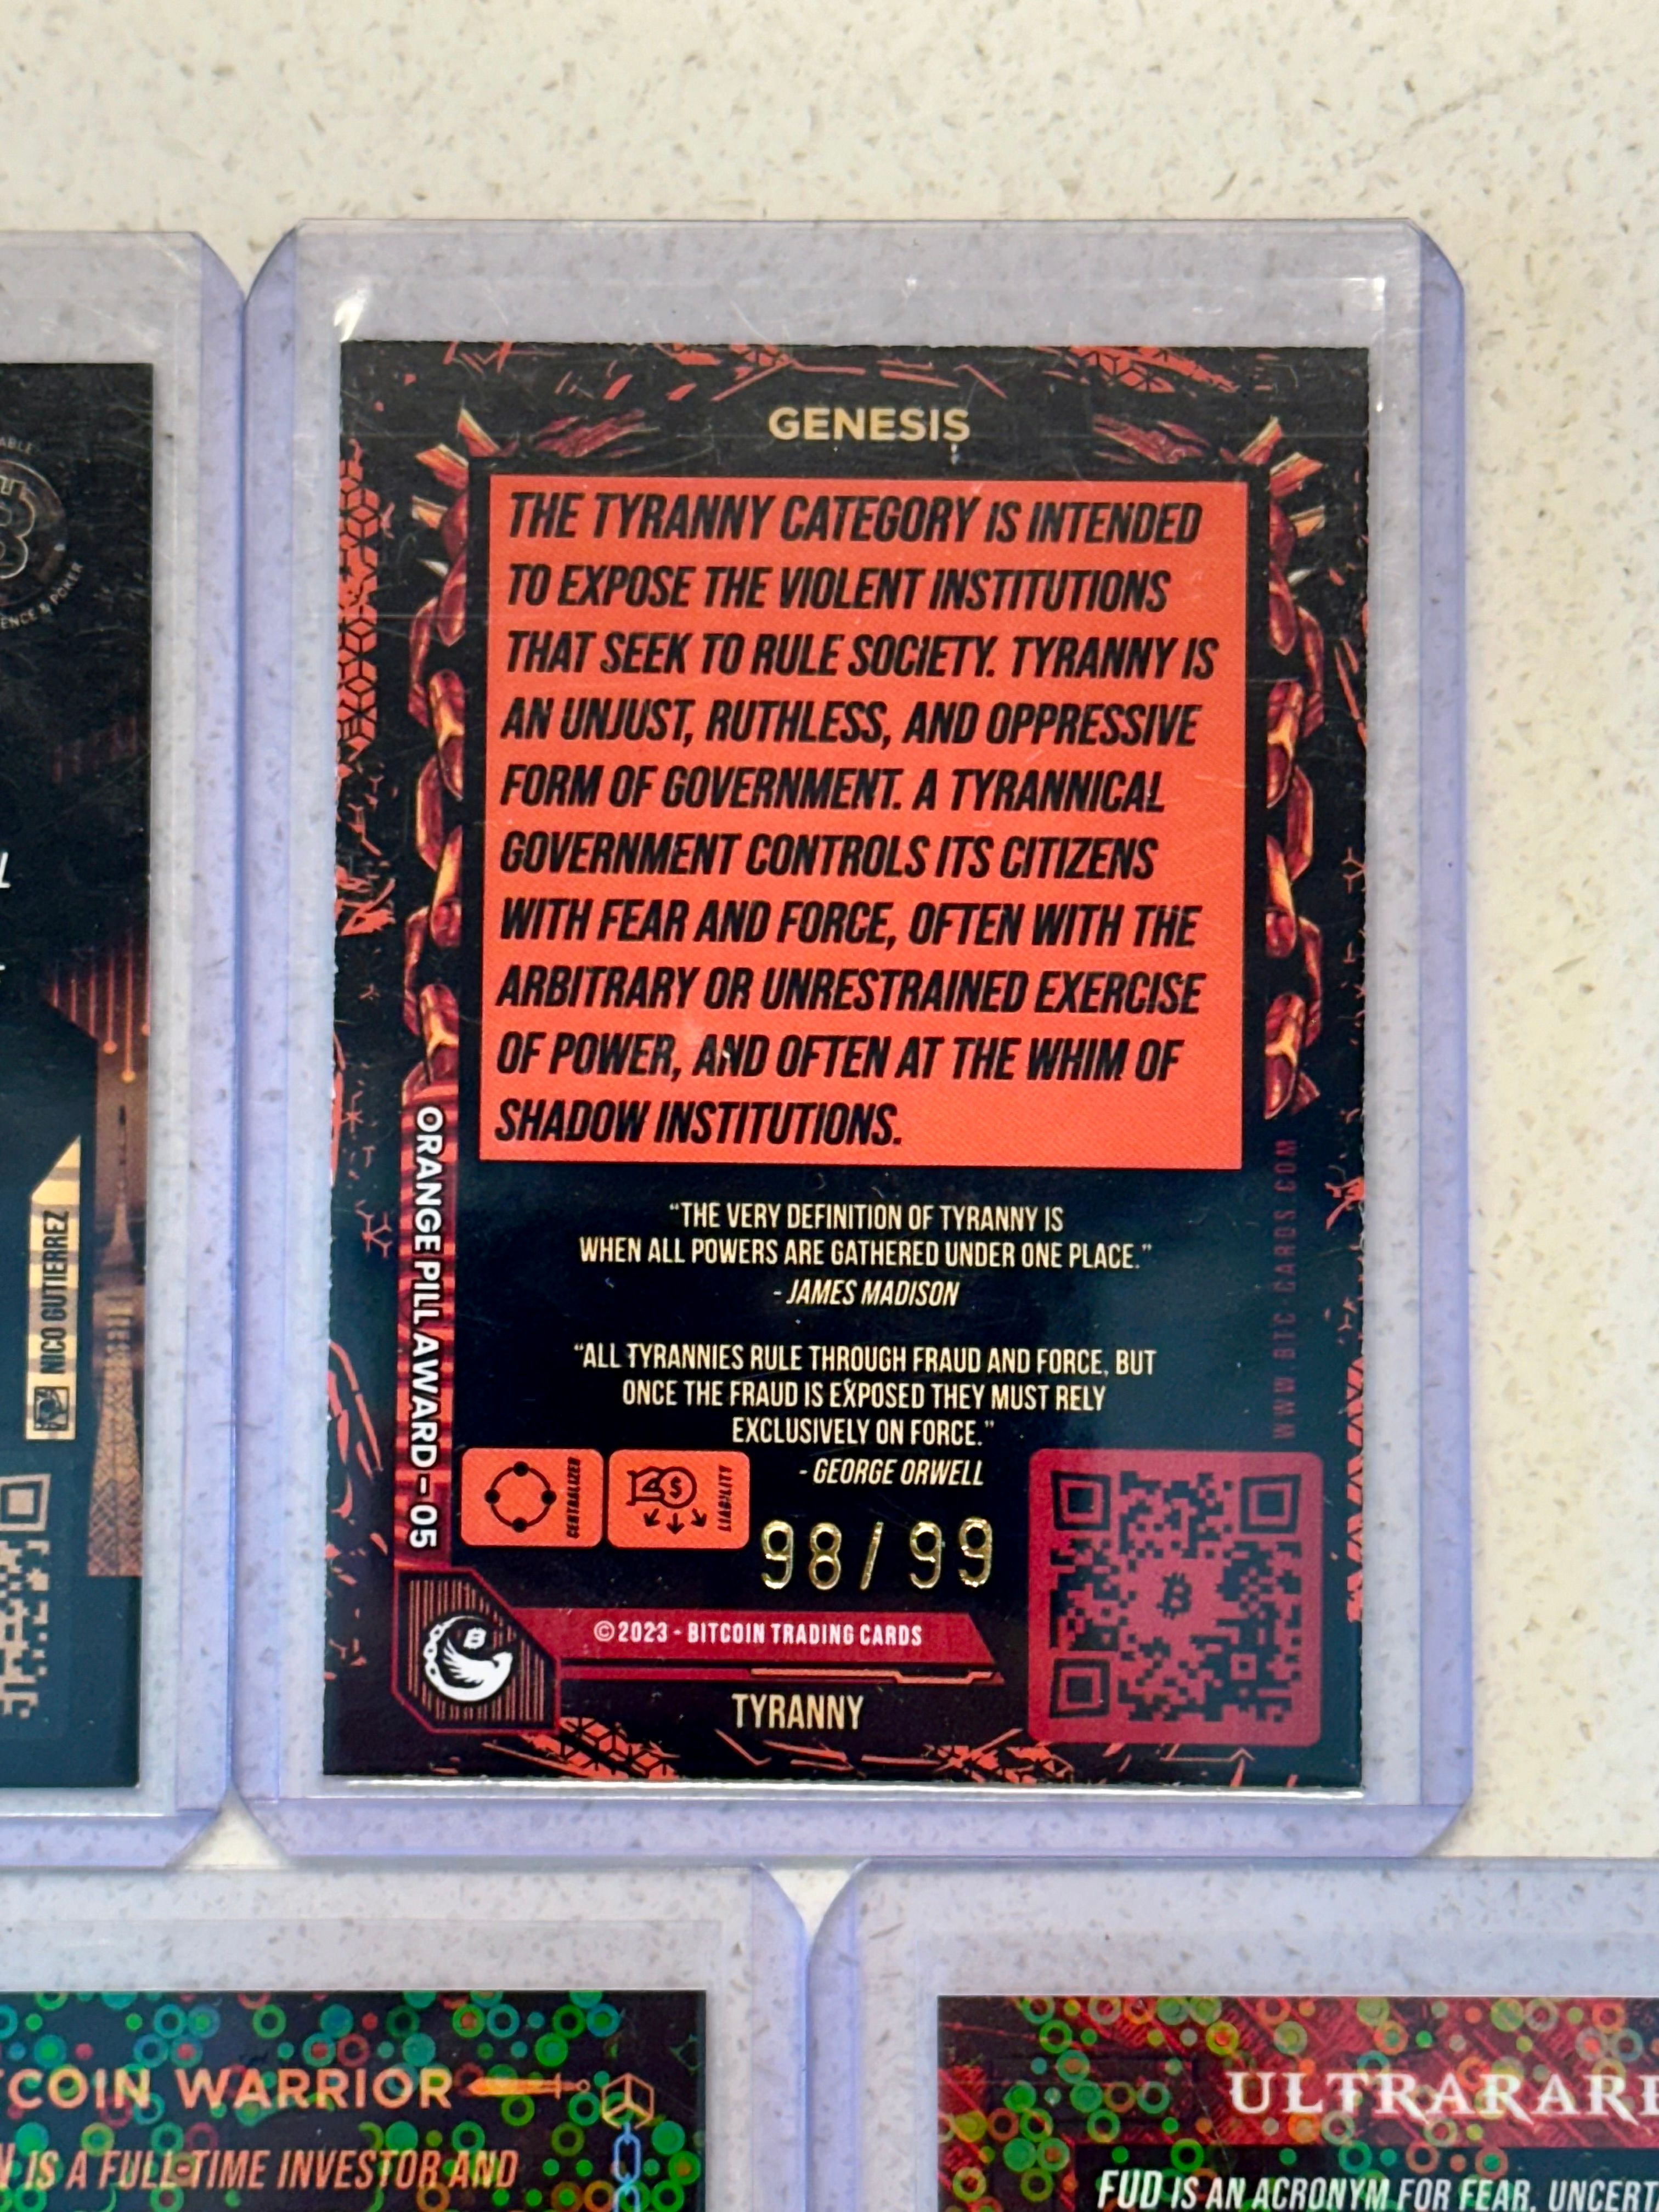 GENESIS
THE TYRANNY CATEGORY IS INTENDED
TO EXPOSE THE VIOLENT INSTITUTIONS
THAT SEEK TO RULE SOCIETY. TYRANNY IS
AN UNJUST, RUTHLESS, AND OPPRESSIVE
FORM OF GOVERNMENT. A TYRANNICAL
GOVERNMENT CONTROLS ITS CITIZENS
WITH FEAR AND FORCE, OFTEN WITH THE
ARBITRARY OR UNRESTRAINED EXERCISE
OF POWER, AND OFTEN AT THE WHIM OF
SHADOW INSTITUTIONS.
"THE VERY DEFINITION OF TYRANNY IS
WHEN ALL POWERS ARE GATHERED UNDER ONE PLACE."
- JAMES MADISON
"ALL TYRANNIES RULE THROUGH FRAUD AND FORCE, BUT
ONCE THE FRAUD IS EXPOSED THEY MUST RELY
EXCLUSIVELY ON FORCE."
- GEORGE ORWELL
CENTRALIZED
LIABILITY
98/99
ORANGE PILL AWARD-05
WWW.BTC-CARDS.COM
©2023 - BITCOIN TRADING CARDS
TYRANNY
NICO GUTIERREZ
WARRIOR
IS A FULL-TIME INVESTOR AND
FUD IS AN ACRONYM FOR FEAR,